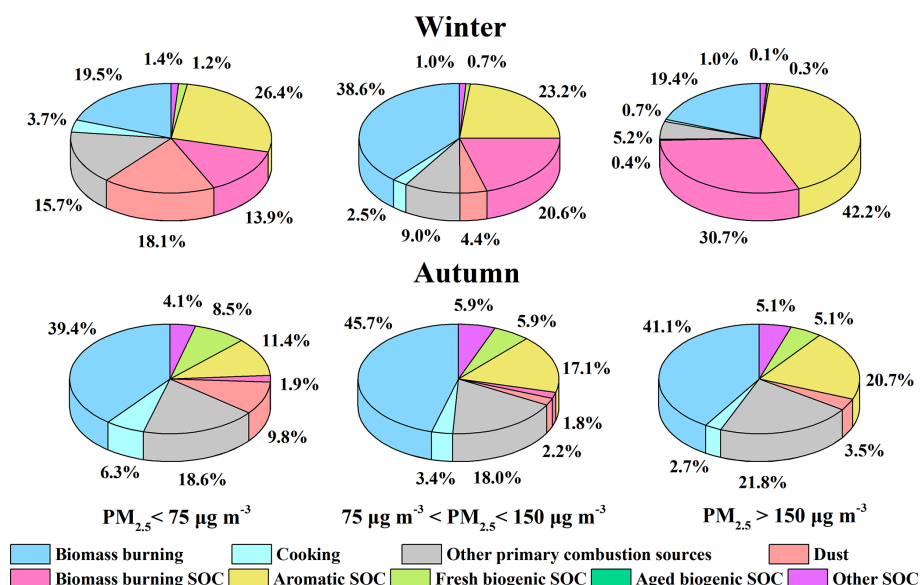 Winter
1.4% 1.2% 1.0% 0.7% 1.0% 0.1% 0.3%
19.5% 26.4% 38.6% 23.2% 19.4% 0.7%
3.7% 5.2%
0.4%
15.7% 13.9% 2.5% 20.6% 42.2%
18.1% 9.0% 4.4% 30.7%
Autumn
4.1% 8.5% 5.9% 5.9% 5.1% 5.1%
39.4% 11.4% 45.7% 17.1% 41.1% 20.7%
1.9% 1.8%
9.8% 2.2% 3.5%
6.3% 18.6% 3.4% 18.0% 2.7% 21.8%
PM2.5< 75 μg m-3 75 μg m-3 < PM2.5< 150 μg m-3 PM2.5 > 150 μg m-3
Biomass burning Cooking Other primary combustion sources Dust
Biomass burning SOC Aromatic SOC Fresh biogenic SOC Aged biogenic SOC Other SOC